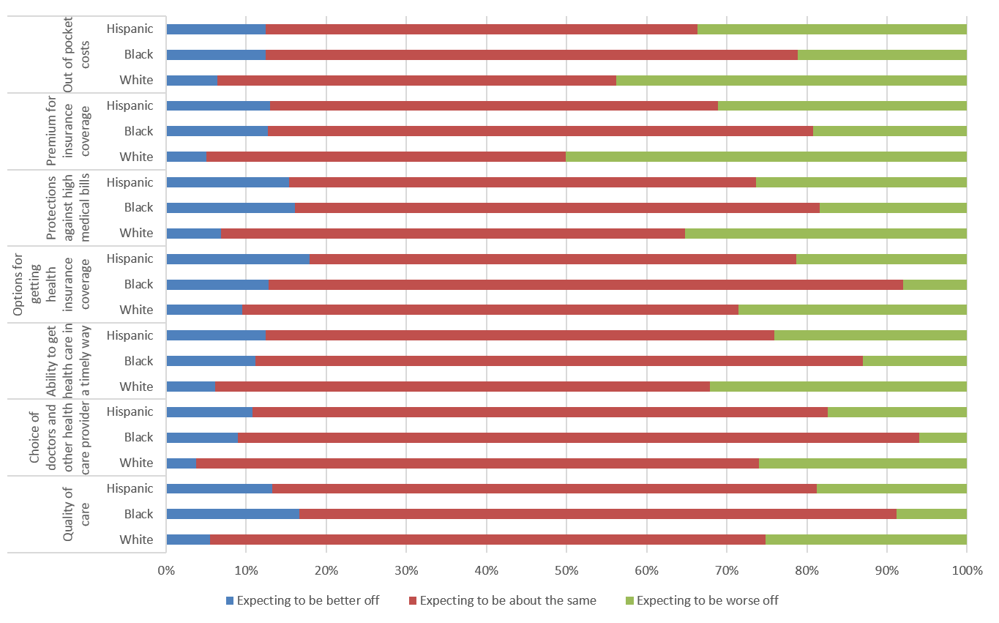 Out of pocket
costs
Hispanic
Black
White
Premium for
insurance
coverage
Hispanic
Black
White
Protections
against high
medical bills
Hispanic
Black
White
Options for
getting
health
insurance
coverage
Hispanic
Black
White
Ability to get
health care in
a timely way
Hispanic
Black
White
Choice of
doctors and
other health
care provider
Hispanic
Black
White
Quality of
care
Hispanic
Black
White
0% 10% 20% 30% 40% 50% 60% 70% 80% 90% 100%
Expecting to be better off Expecting to be about the same Expecting to be worse off